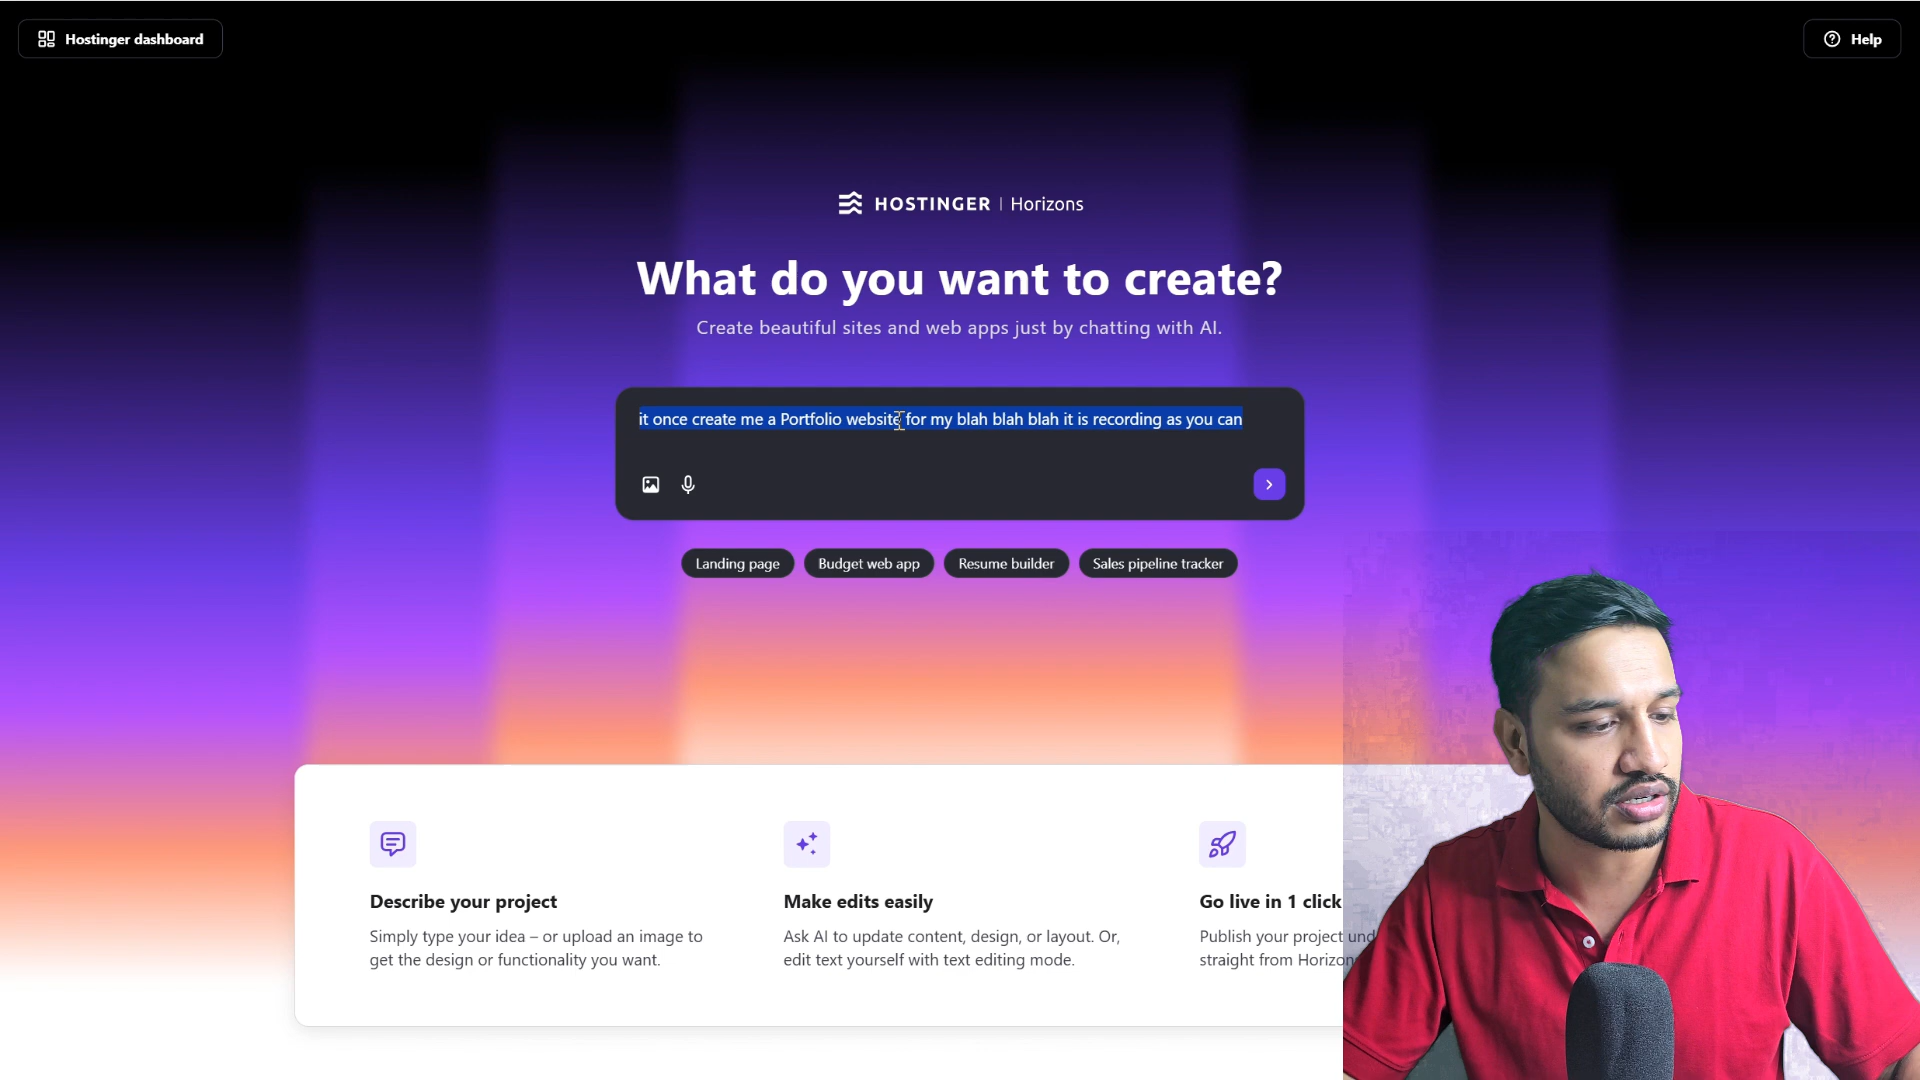 Hostinger dashboard
Help
HOSTINGER | Horizons
What do you want to create?
Create beautiful sites and web apps just by chatting with AI.
it once create me a Portfolio website for my blah blah blah it is recording as you can
Landing page
Budget web app
Resume builder
Sales pipeline tracker
Describe your project
Simply type your idea – or upload an image to
get the design or functionality you want.
Make edits easily
Ask AI to update content, design, or layout. Or,
edit text yourself with text editing mode.
Go live in 1 click
Publish your project
straight from